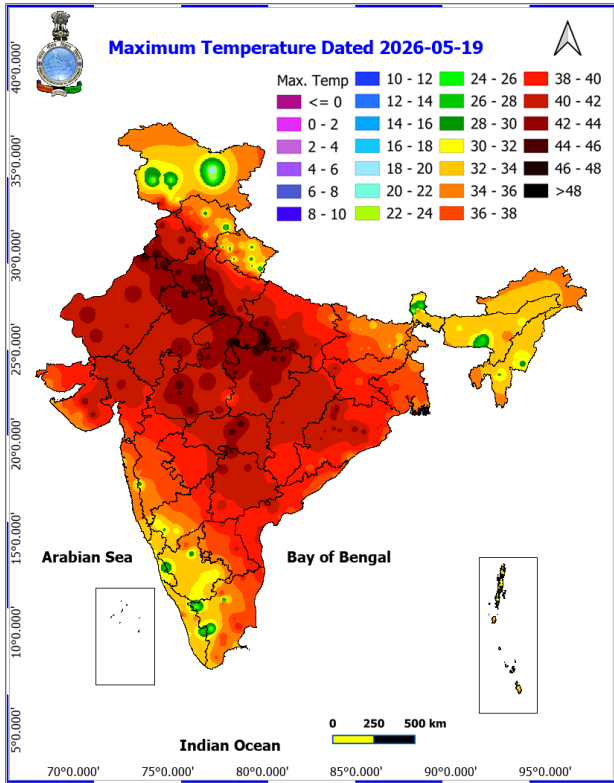 Maximum Temperature Dated 2026-05-19
Max. Temp
<= 0
0 - 2
2 - 4
4 - 6
6 - 8
8 - 10
10 - 12
12 - 14
14 - 16
16 - 18
18 - 20
20 - 22
22 - 24
24 - 26
26 - 28
28 - 30
30 - 32
32 - 34
34 - 36
36 - 38
38 - 40
40 - 42
42 - 44
44 - 46
46 - 48
>48
40°0.000'
35°0.000'
30°0.000'
25°0.000'
20°0.000'
15°0.000'
10°0.000'
5°0.000'
Arabian Sea
Bay of Bengal
Indian Ocean
0 250 500 km
70°0.000' 75°0.000' 80°0.000' 85°0.000' 90°0.000' 95°0.000'